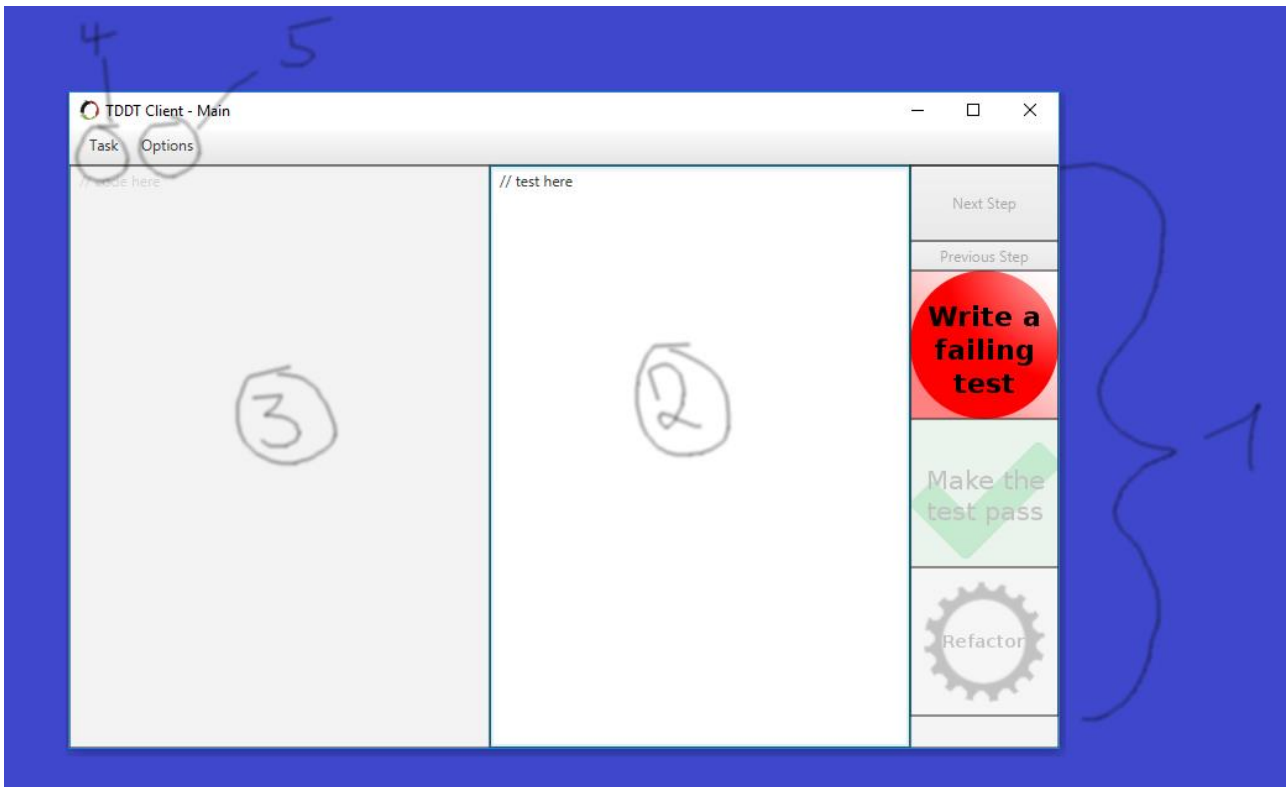 4
5
TDDT Client - Main
Task Options
// code here
// test here
Next Step
Previous Step
Write a
failing
test
3
2
1
Make the
test pass
Refactor